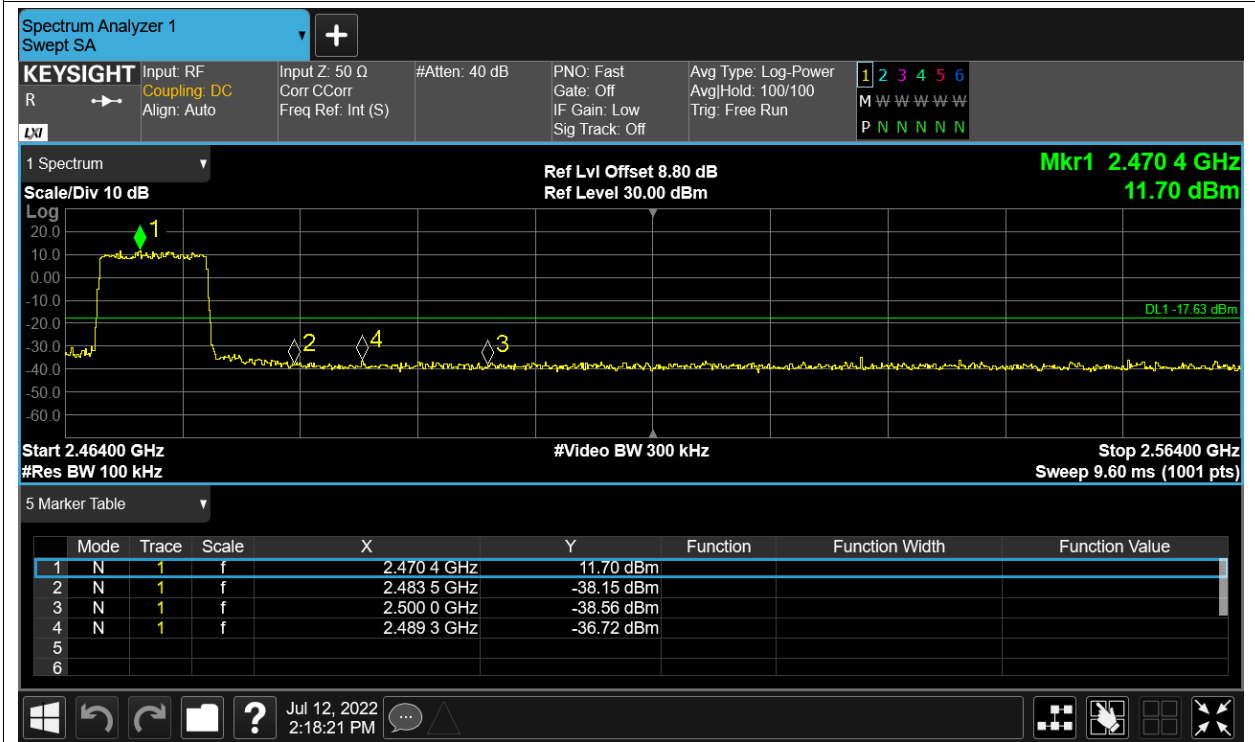 Spectrum Analyzer 1
Swept SA
KEYSIGHT Input: RF Input Z: 50 Ω #Atten: 40 dB PNO: Fast Avg Type: Log-Power 1 2 3 4 5 6
R Coupling: DC Corr CCorr Gate: Off Avg|Hold: 100/100 M W W W W W
Align: Auto Freq Ref: Int (S) IF Gain: Low Trig: Free Run
LXI Sig Track: Off P N N N N N
1 Spectrum Ref Lvl Offset 8.80 dB Mkr1 2.470 4 GHz
Scale/Div 10 dB Ref Level 30.00 dBm 11.70 dBm
Log
20.0
1
10.0
0.00
-10.0
DL1 -17.63 dBm
-20.0
-30.0 2 4 3
-40.0
-50.0
-60.0
Start 2.46400 GHz #Video BW 300 kHz Stop 2.56400 GHz
#Res BW 100 kHz Sweep 9.60 ms (1001 pts)
5 Marker Table
Mode Trace Scale X Y Function Function Width Function Value
1 N 1 f 2.470 4 GHz 11.70 dBm
2 N 1 f 2.483 5 GHz -38.15 dBm
3 N 1 f 2.500 0 GHz -38.56 dBm
4 N 1 f 2.489 3 GHz -36.72 dBm
5
6
? Jul 12, 2022
2:18:21 PM